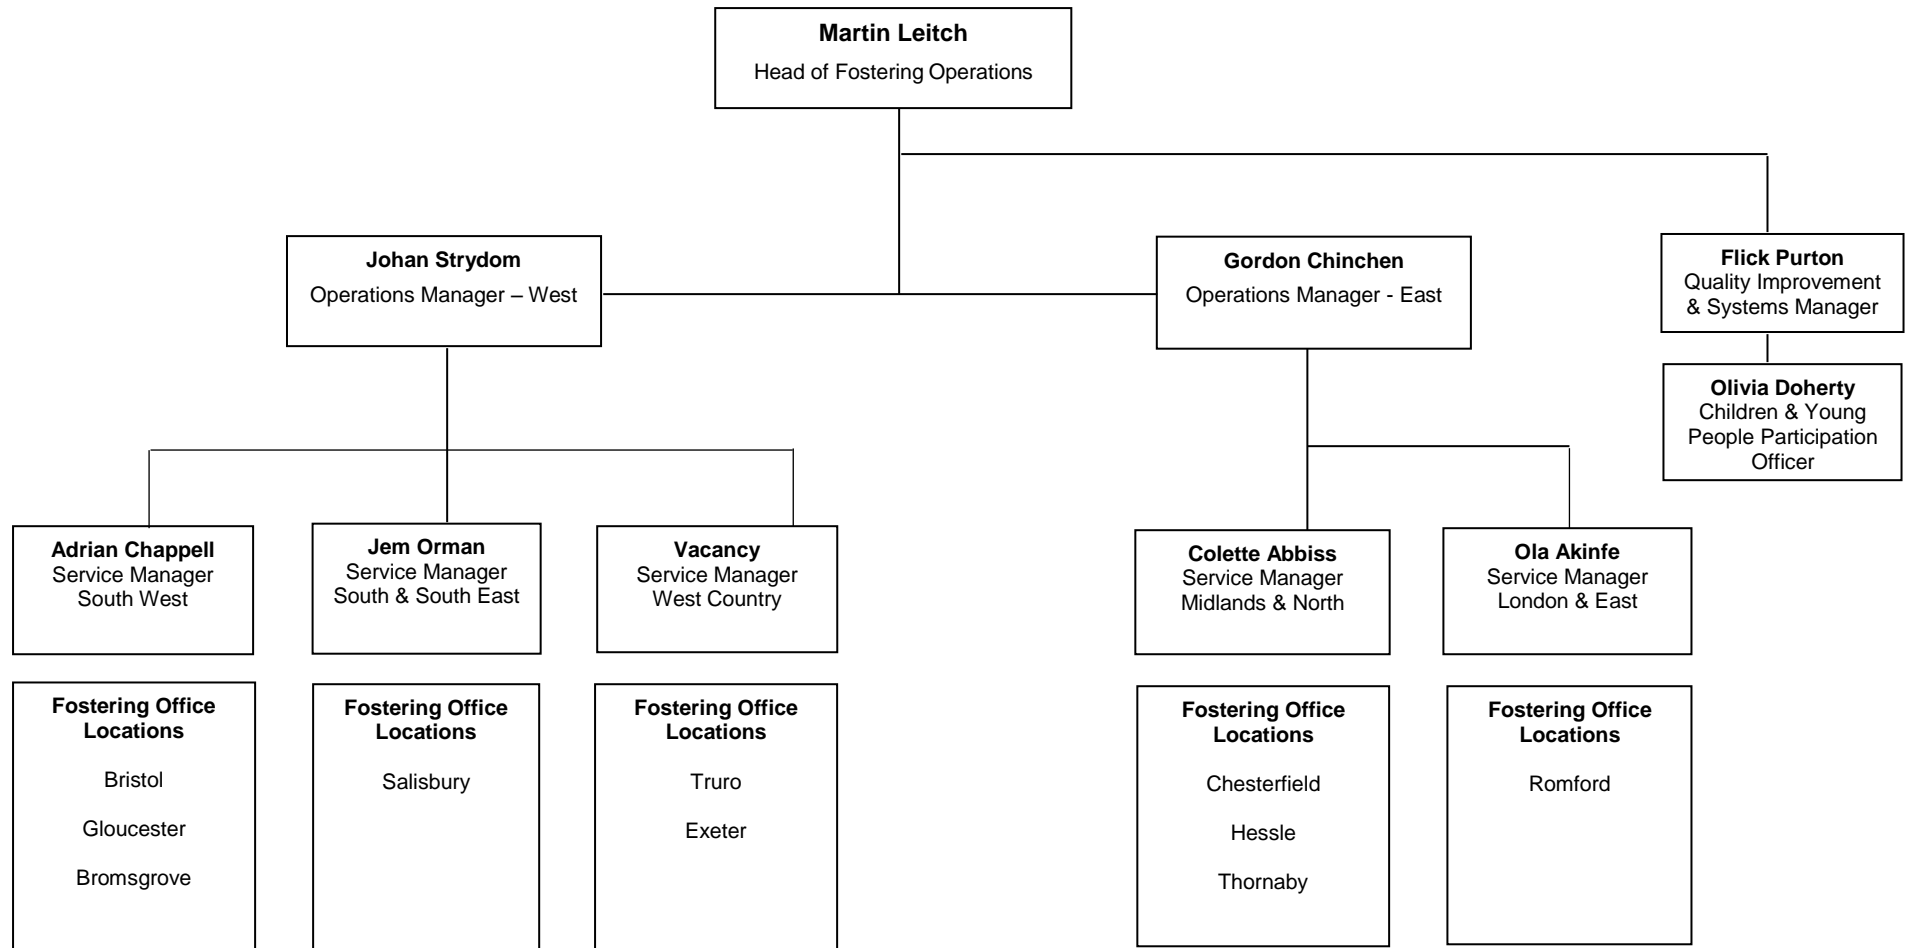 Martin Leitch
Head of Fostering Operations
Johan Strydom
Operations Manager – West
Gordon Chinchen
Operations Manager - East
Flick Purton
Quality Improvement
& Systems Manager
Olivia Doherty
Children & Young
People Participation
Officer
Adrian Chappell
Service Manager
South West
Jem Orman
Service Manager
South & South East
Vacancy
Service Manager
West Country
Colette Abbiss
Service Manager
Midlands & North
Ola Akinfe
Service Manager
London & East
Fostering Office
Locations
Bristol
Gloucester
Bromsgrove
Fostering Office
Locations
Salisbury
Fostering Office
Locations
Truro
Exeter
Fostering Office
Locations
Chesterfield
Hessle
Thornaby
Fostering Office
Locations
Romford